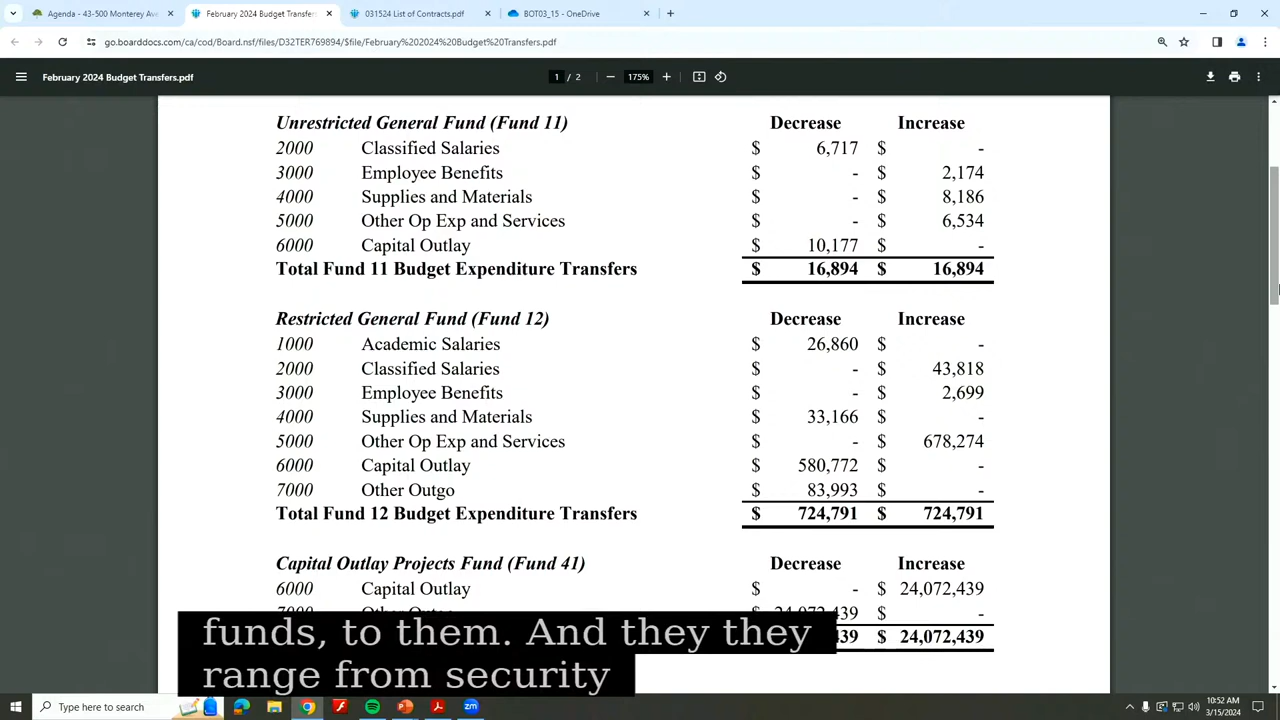 Agenda - 43-500 Monterey Av
February 2024 Budget Transfers
031524 List of Contracts.pdf
BOT03_15 - OneDrive
go.boarddocs.com/ca/cod/Board.nsf/files/D32TER769894/$file/February%202024%20Budget%20Transfers.pdf
February 2024 Budget Transfers.pdf
1 / 2
175%
Unrestricted General Fund (Fund 11) Decrease Increase
2000 Classified Salaries $ 6,717 $ -
3000 Employee Benefits $ - $ 2,174
4000 Supplies and Materials $ - $ 8,186
5000 Other Op Exp and Services $ - $ 6,534
6000 Capital Outlay $ 10,177 $ -
Total Fund 11 Budget Expenditure Transfers $ 16,894 $ 16,894
Restricted General Fund (Fund 12) Decrease Increase
1000 Academic Salaries $ 26,860 $ -
2000 Classified Salaries $ - $ 43,818
3000 Employee Benefits $ - $ 2,699
4000 Supplies and Materials $ 33,166 $ -
5000 Other Op Exp and Services $ - $ 678,274
6000 Capital Outlay $ 580,772 $ -
7000 Other Outgo $ 83,993 $ -
Total Fund 12 Budget Expenditure Transfers $ 724,791 $ 724,791
Capital Outlay Projects Fund (Fund 41) Decrease Increase
6000 Capital Outlay $ - $ 24,072,439
7000 Other Outgo $ 24,072,439 $ -
439 $ 24,072,439
funds, to them. And they they
range from security
Type here to search
10:52 AM
3/15/2024